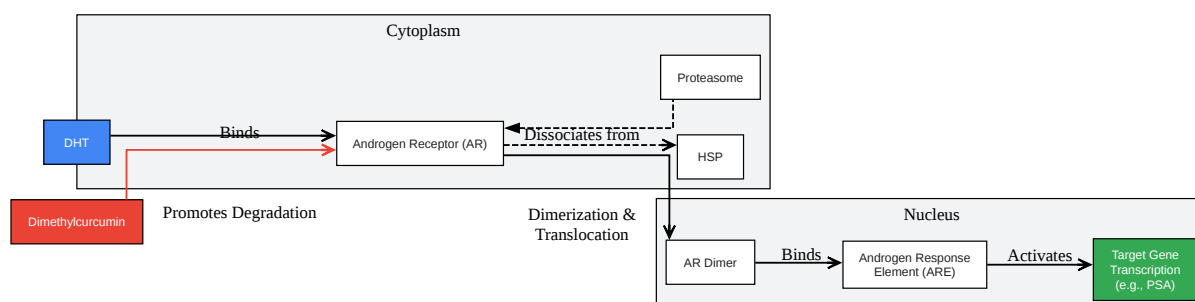 Cytoplasm
Proteasome
DHT
Binds
Androgen Receptor (AR)
Dissociates from
HSP
Dimethylcurcumin
Promotes Degradation
Dimerization &
Translocation
Nucleus
AR Dimer
Binds
Androgen Response
Element (ARE)
Activates
Target Gene
Transcription
(e.g., PSA)